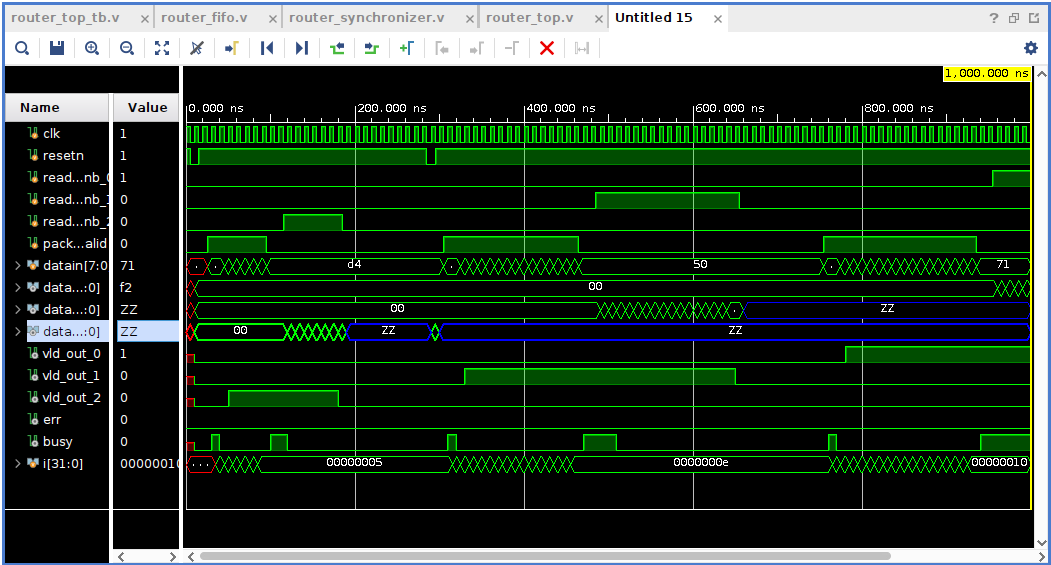 router_top_tb.v × router_fifo.v × router_synchronizer.v × router_top.v × Untitled 15 × ?
1,000.000 ns
Name Value 0.000 ns 200.000 ns 400.000 ns 600.000 ns 800.000 ns
clk 1
resetn 1
read...nb_0 1
read...nb_1 0
read...nb_2 0
pack...alid 0
datain[7:0 71 . . d4 . 50 . 71
data...:0] f2 00
data...:0] ZZ 00 . ZZ
data...:0] ZZ 00 ZZ ZZ
vld_out_0 1
vld_out_1 0
vld_out_2 0
err 0
busy 0
i[31:0] 00000010 ... 00000005 0000000e 00000010